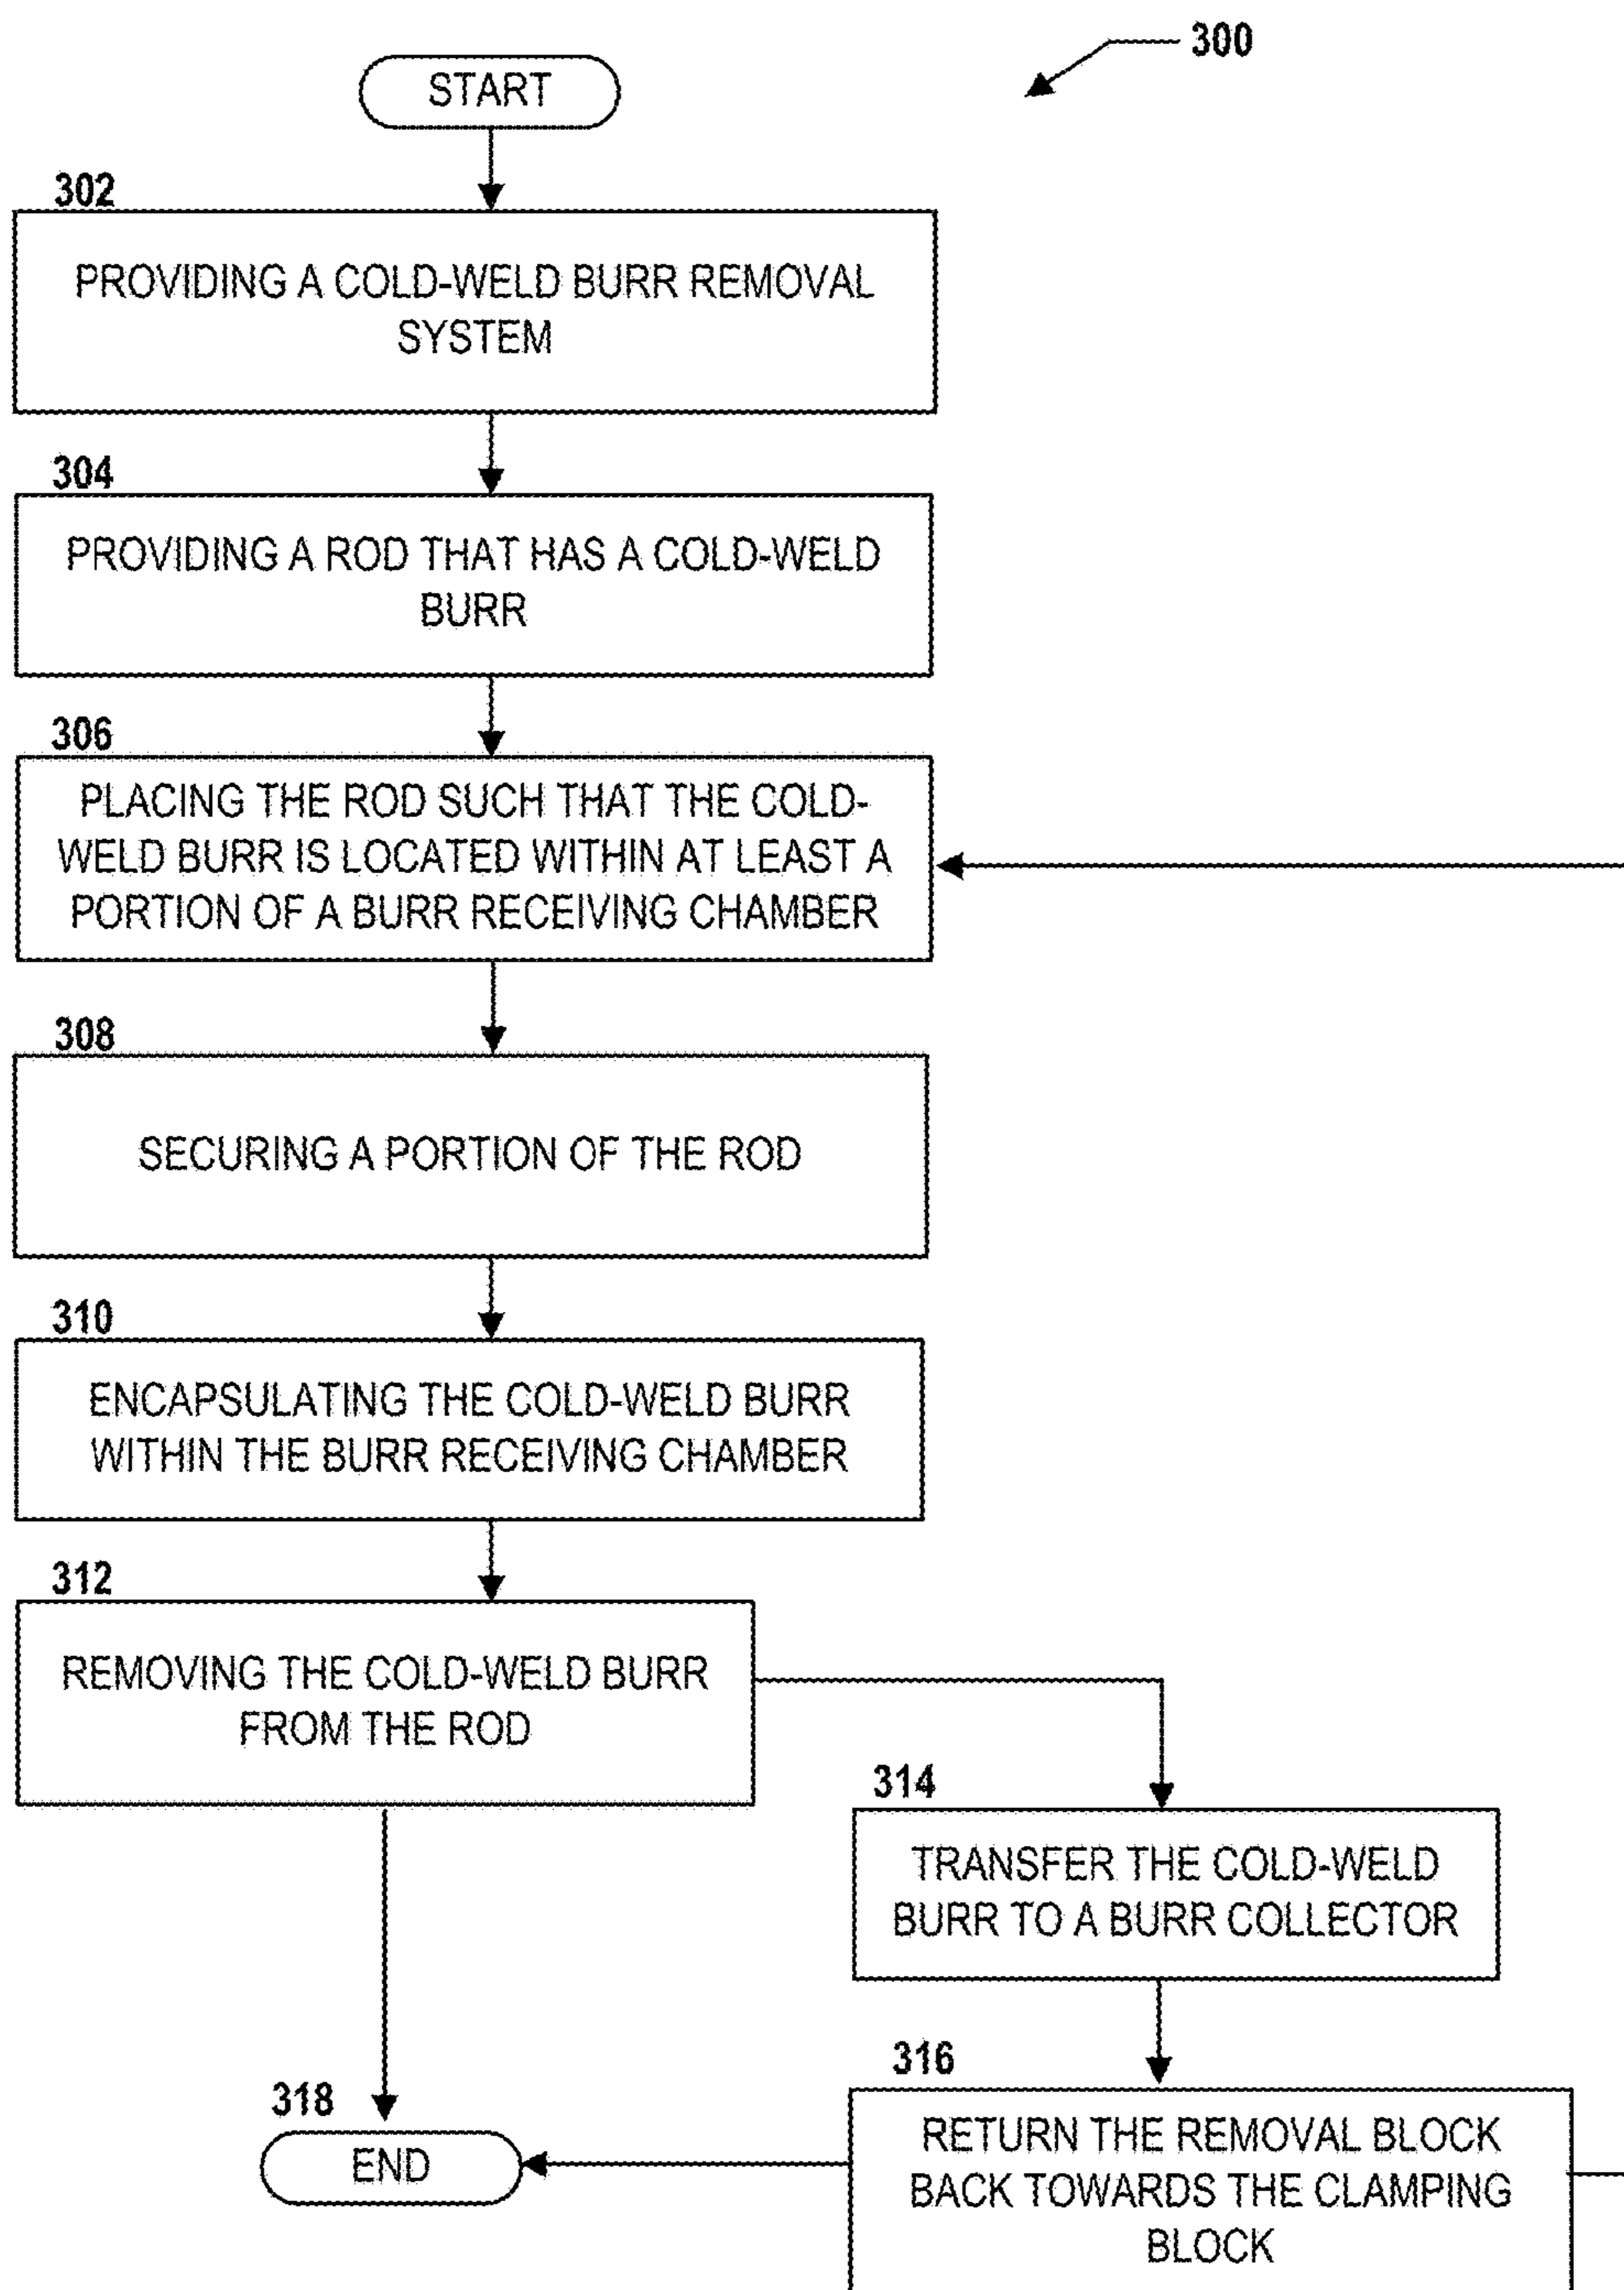 300
START
302
PROVIDING A COLD-WELD BURR REMOVAL
SYSTEM
304
PROVIDING A ROD THAT HAS A COLD-WELD
BURR
306
PLACING THE ROD SUCH THAT THE COLD-
WELD BURR IS LOCATED WITHIN AT LEAST A
PORTION OF A BURR RECEIVING CHAMBER
308
SECURING A PORTION OF THE ROD
310
ENCAPSULATING THE COLD-WELD BURR
WITHIN THE BURR RECEIVING CHAMBER
312
REMOVING THE COLD-WELD BURR
FROM THE ROD
314
TRANSFER THE COLD-WELD
BURR TO A BURR COLLECTOR
316
RETURN THE REMOVAL BLOCK
BACK TOWARDS THE CLAMPING
BLOCK
318
END